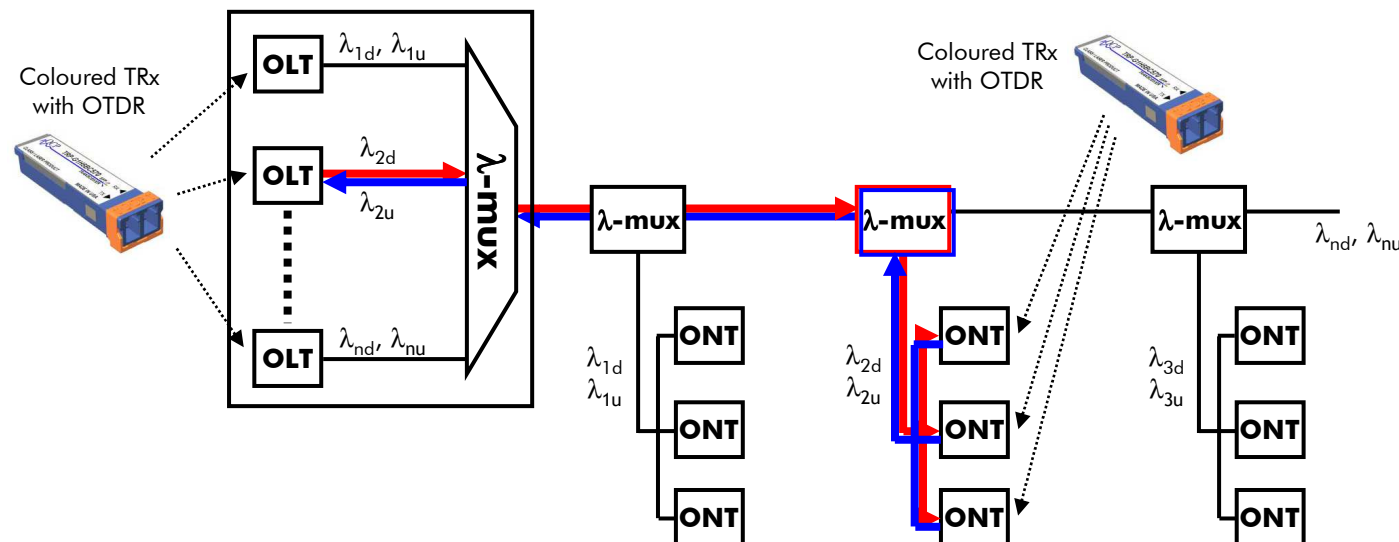 Coloured TRx
with OTDR
OLT
λ1d, λ1u
OLT
λ2d
λ2u
OLT
λnd, λnu
λ-mux
λ-mux
λ1d
λ1u
ONT
ONT
ONT
λ-mux
λ2d
λ2u
ONT
ONT
ONT
Coloured TRx
with OTDR
λ-mux
λnd, λnu
λ3d
λ3u
ONT
ONT
ONT